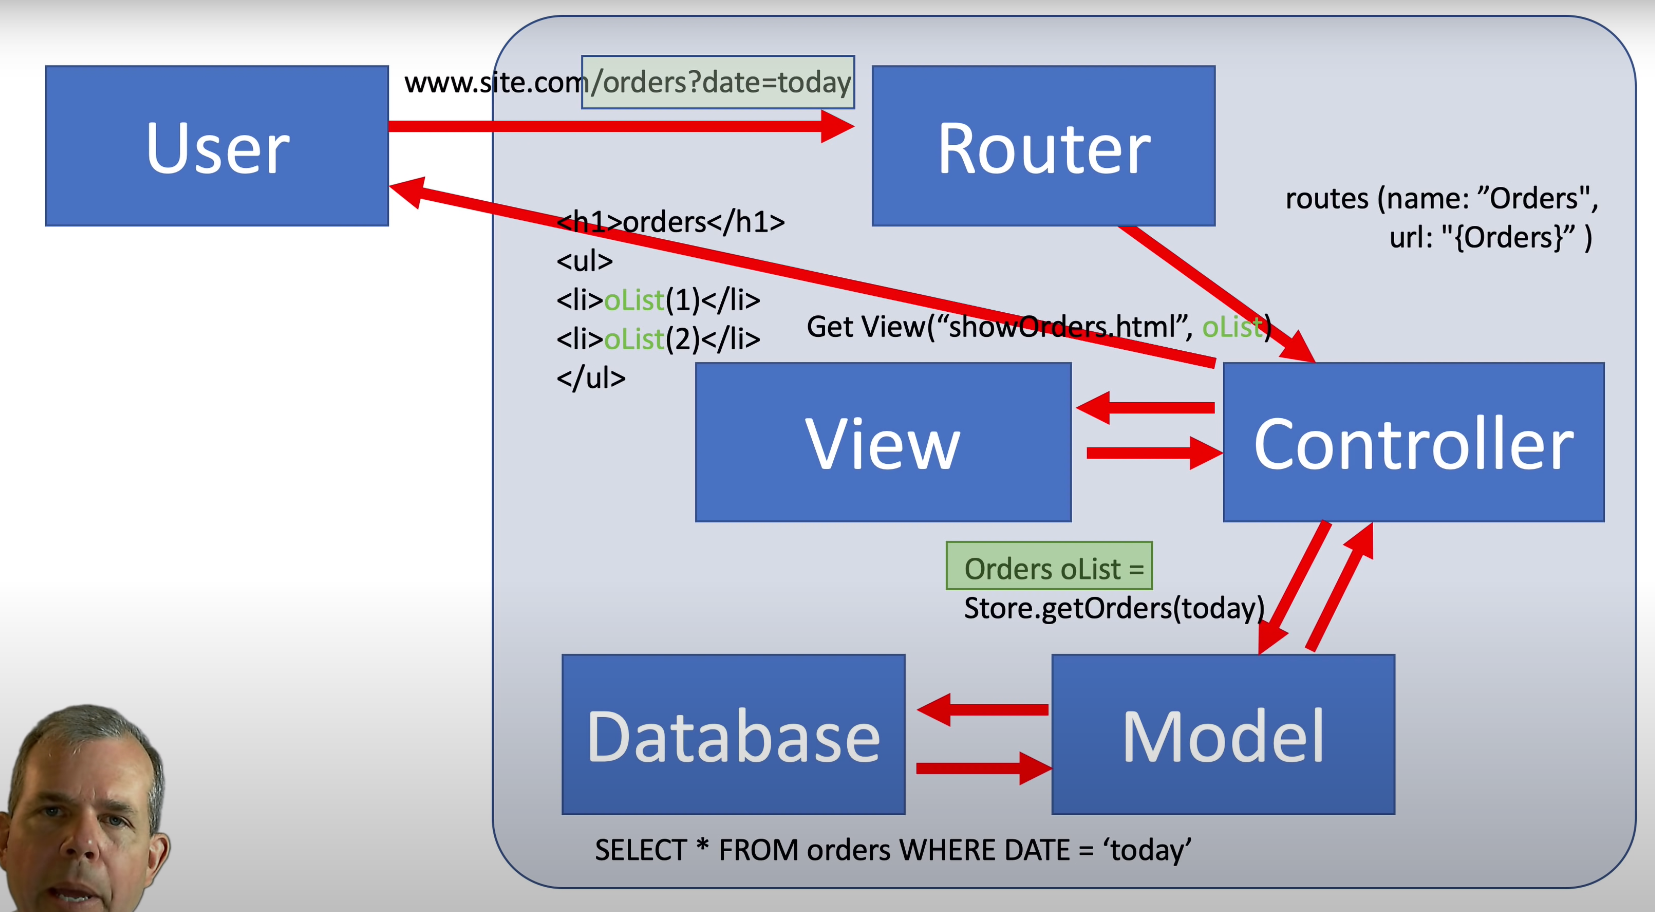 www.site.com/orders?date=today
User
Router
routes (name: ”Orders",
url: "{Orders}” )
<h1>orders</h1>
<ul>
<li>oList(1)</li>
<li>oList(2)</li>
</ul>
Get View(“showOrders.html”, oList)
View
Controller
Orders oList =
Store.getOrders(today)
Database
Model
SELECT * FROM orders WHERE DATE = ‘today’